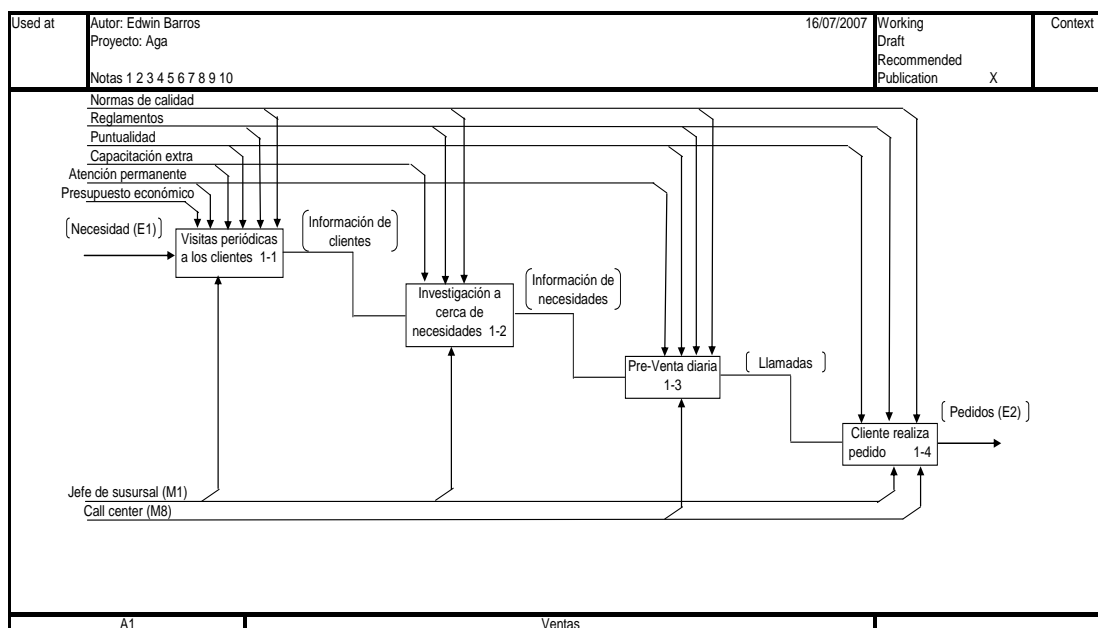 Used at
Autor: Edwin Barros
16/07/2007
Working
Context
Proyecto: Aga
Draft
Recommended
Notas 1 2 3 4 5 6 7 8 9 10
Publication X
Normas de calidad
Reglamentos
Puntualidad
Capacitación extra
Atención permanente
Presupuesto económico
Necesidad (E1)
Visitas periódicas
a los clientes 1-1
Información de
clientes
Investigación a
cerca de
necesidades 1-2
Información de
necesidades
Pre-Venta diaria
1-3
Llamadas
Cliente realiza
pedido 1-4
Pedidos (E2)
Jefe de susursal (M1)
Call center (M8)
A1
Ventas